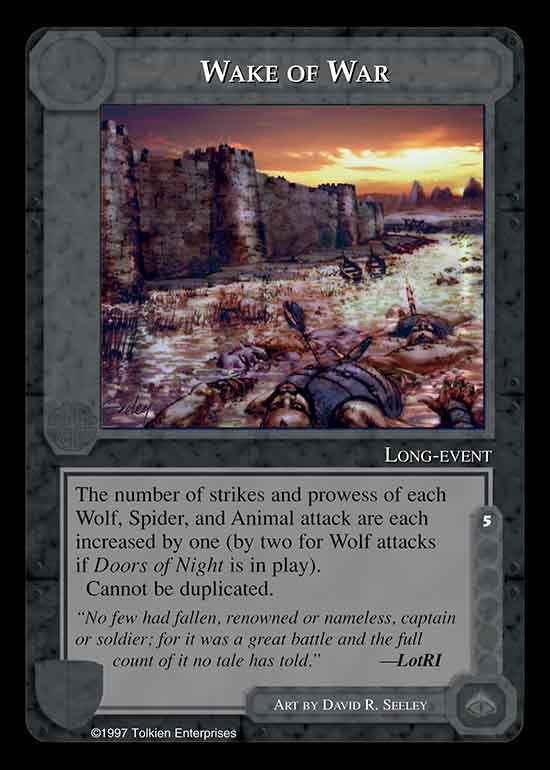 Wake of War
Long-event
The number of strikes and prowess of each
Wolf, Spider, and Animal attack are each
increased by one (by two for Wolf attacks
if Doors of Night is in play).
Cannot be duplicated.
5
“No few had fallen, renowned or nameless, captain
or soldier; for it was a great battle and the full
count of it no tale has told.” —LotRI
Art by David R. Seeley
©1997 Tolkien Enterprises